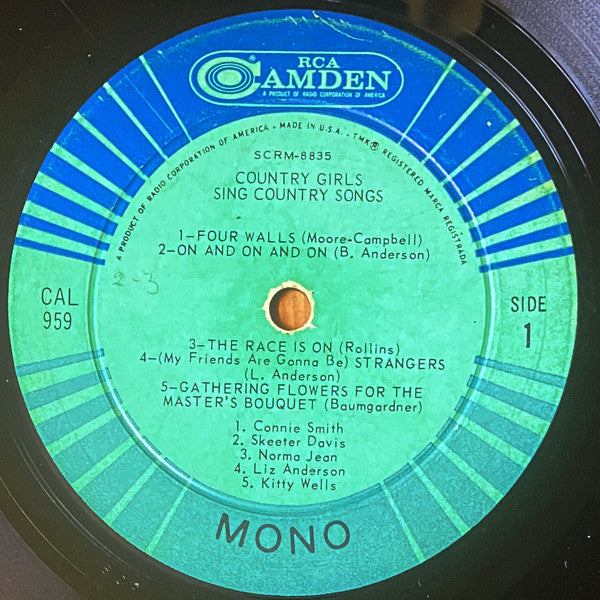 RCA
CAMDEN
A PRODUCT OF RADIO CORPORATION OF AMERICA
A PRODUCT OF RADIO CORPORATION OF AMERICA • MADE IN U.S.A. • TMK® REGISTERED MARCA REGISTRADA
SCRM-8835
COUNTRY GIRLS
SING COUNTRY SONGS
1-FOUR WALLS (Moore-Campbell)
2-ON AND ON AND ON (B. Anderson)
2-3
CAL
959
SIDE
1
3-THE RACE IS ON (Rollins)
4-(My Friends Are Gonna Be) STRANGERS
(L. Anderson)
5-GATHERING FLOWERS FOR THE
MASTER'S BOUQUET (Baumgardner)
1. Connie Smith
2. Skeeter Davis
3. Norma Jean
4. Liz Anderson
5. Kitty Wells
MONO